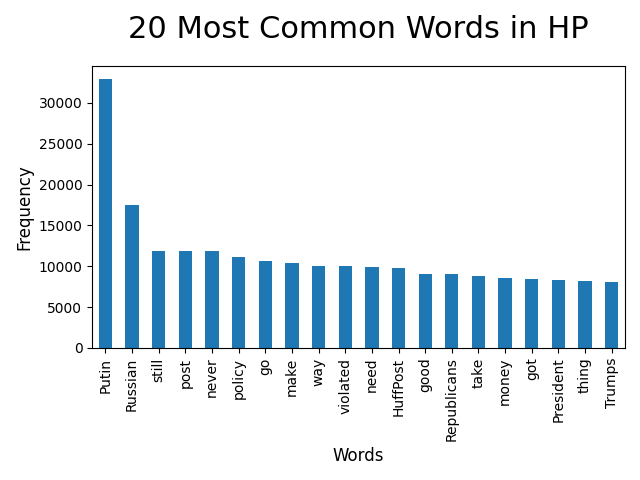 20 Most Common Words in HP
Frequency
30000
25000
20000
15000
10000
5000
0
Putin
Russian
still
post
never
policy
go
make
way
violated
need
HuffPost
good
Republicans
take
money
got
President
thing
Trumps
Words